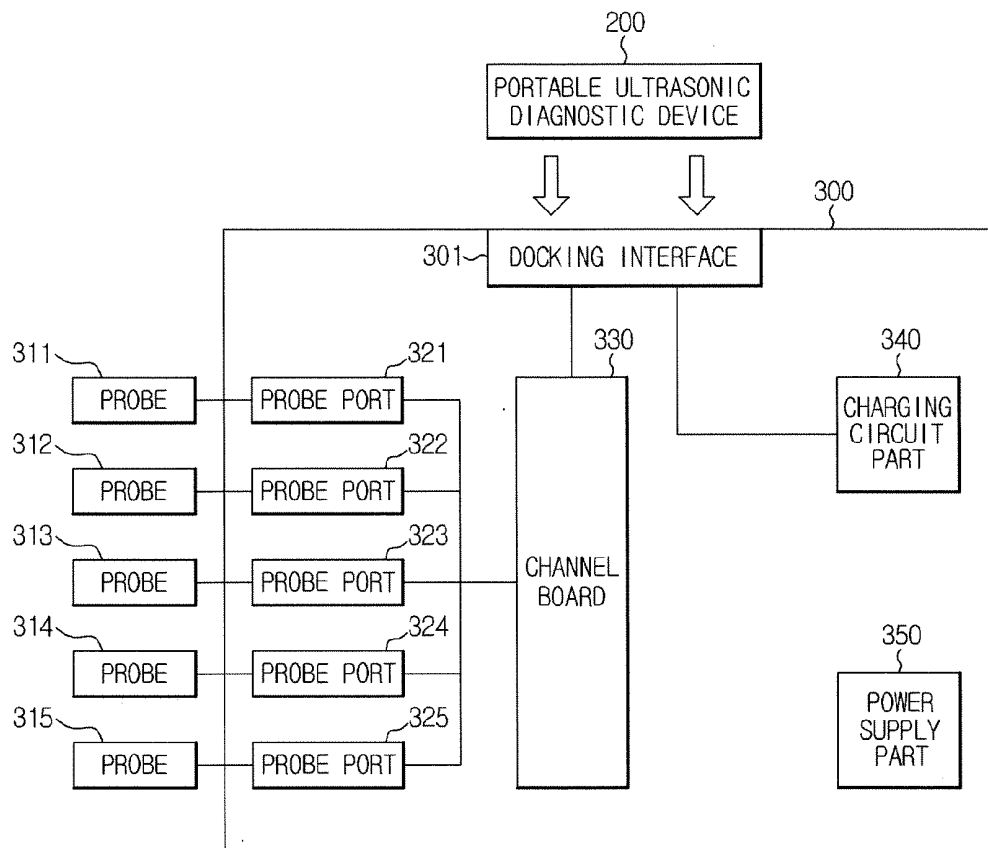 200
PORTABLE ULTRASONIC
DIAGNOSTIC DEVICE
300
301
DOCKING INTERFACE
311
PROBE
321
PROBE PORT
330
CHANNEL
BOARD
340
CHARGING
CIRCUIT
PART
312
PROBE
322
PROBE PORT
313
PROBE
323
PROBE PORT
314
PROBE
324
PROBE PORT
350
POWER
SUPPLY
PART
315
PROBE
325
PROBE PORT